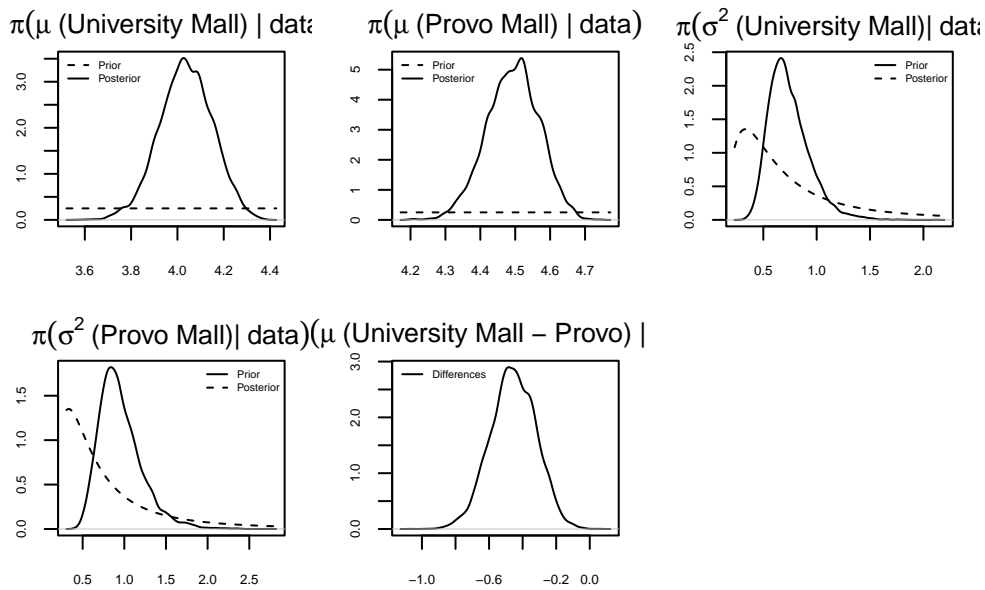 π(μ (University Mall) | data
Prior
Posterior
0.0 1.0 2.0 3.0
3.6 3.8 4.0 4.2 4.4
π(μ (Provo Mall) | data)
Prior
Posterior
0 1 2 3 4 5
4.2 4.3 4.4 4.5 4.6 4.7
π(σ² (University Mall)| data
Prior
Posterior
0.0 0.5 1.0 1.5 2.0 2.5
0.5 1.0 1.5 2.0
π(σ² (Provo Mall)| data)
Prior
Posterior
0.0 0.5 1.0 1.5
0.5 1.0 1.5 2.0 2.5
(μ (University Mall − Provo) |
Differences
0.0 1.0 2.0 3.0
−1.0 −0.6 −0.2 0.0